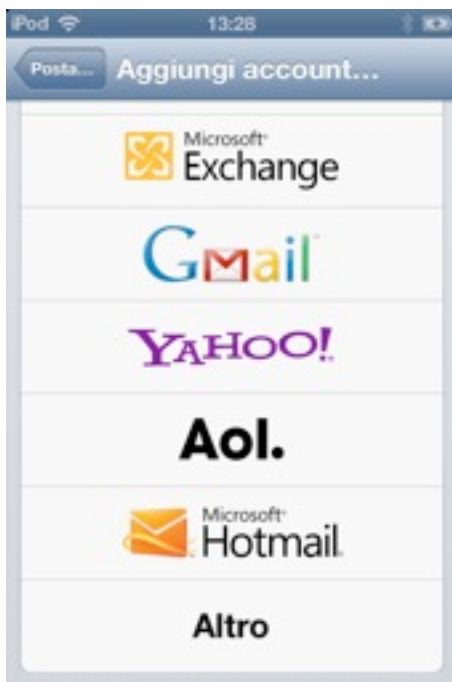 iPod 13:28
Posta... Aggiungi account...
Microsoft
Exchange
Gmail
YAHOO!
Aol.
Microsoft
Hotmail
Altro